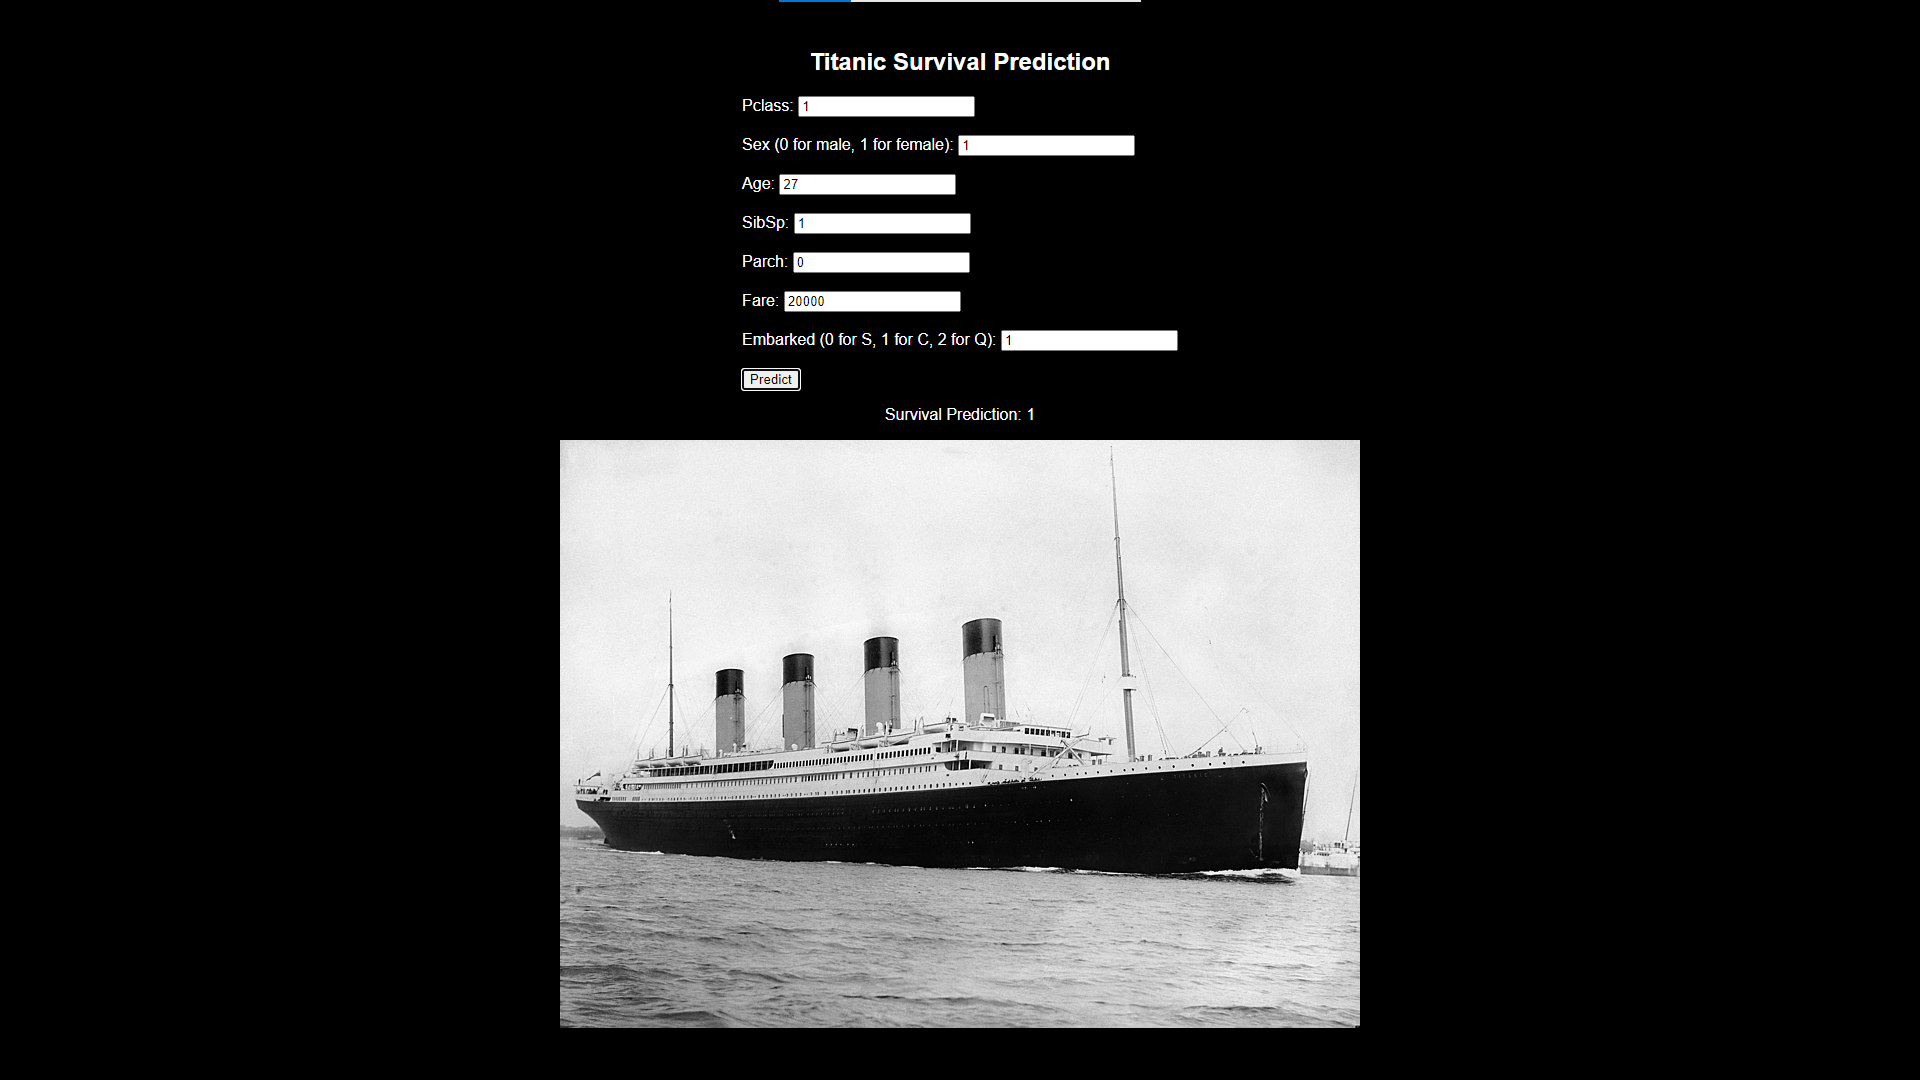 Titanic Survival Prediction
Pclass: 1
Sex (0 for male, 1 for female): 1
Age: 27
SibSp: 1
Parch: 0
Fare: 20000
Embarked (0 for S, 1 for C, 2 for Q): 1
Predict
Survival Prediction: 1